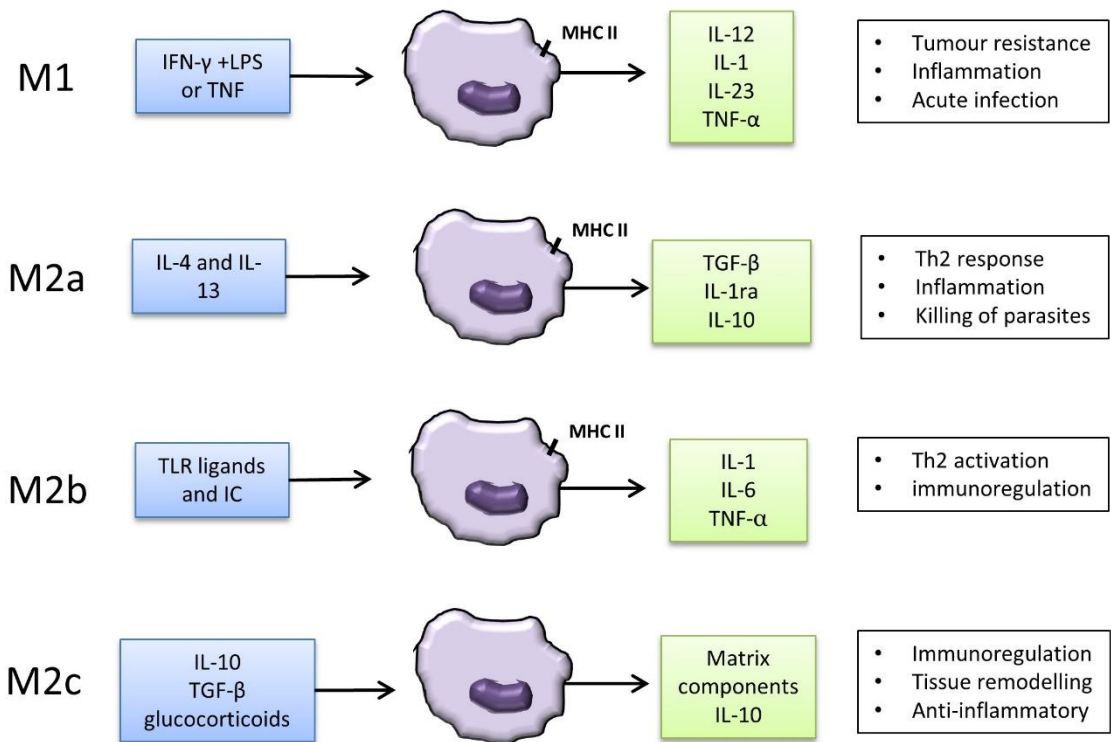 M1
IFN-γ +LPS
or TNF
MHC II
IL-12
IL-1
IL-23
TNF-α
• Tumour resistance
• Inflammation
• Acute infection
M2a
IL-4 and IL-
13
MHC II
TGF-β
IL-1ra
IL-10
• Th2 response
• Inflammation
• Killing of parasites
M2b
TLR ligands
and IC
MHC II
IL-1
IL-6
TNF-α
• Th2 activation
• immunoregulation
M2c
IL-10
TGF-β
glucocorticoids
Matrix
components
IL-10
• Immunoregulation
• Tissue remodelling
• Anti-inflammatory